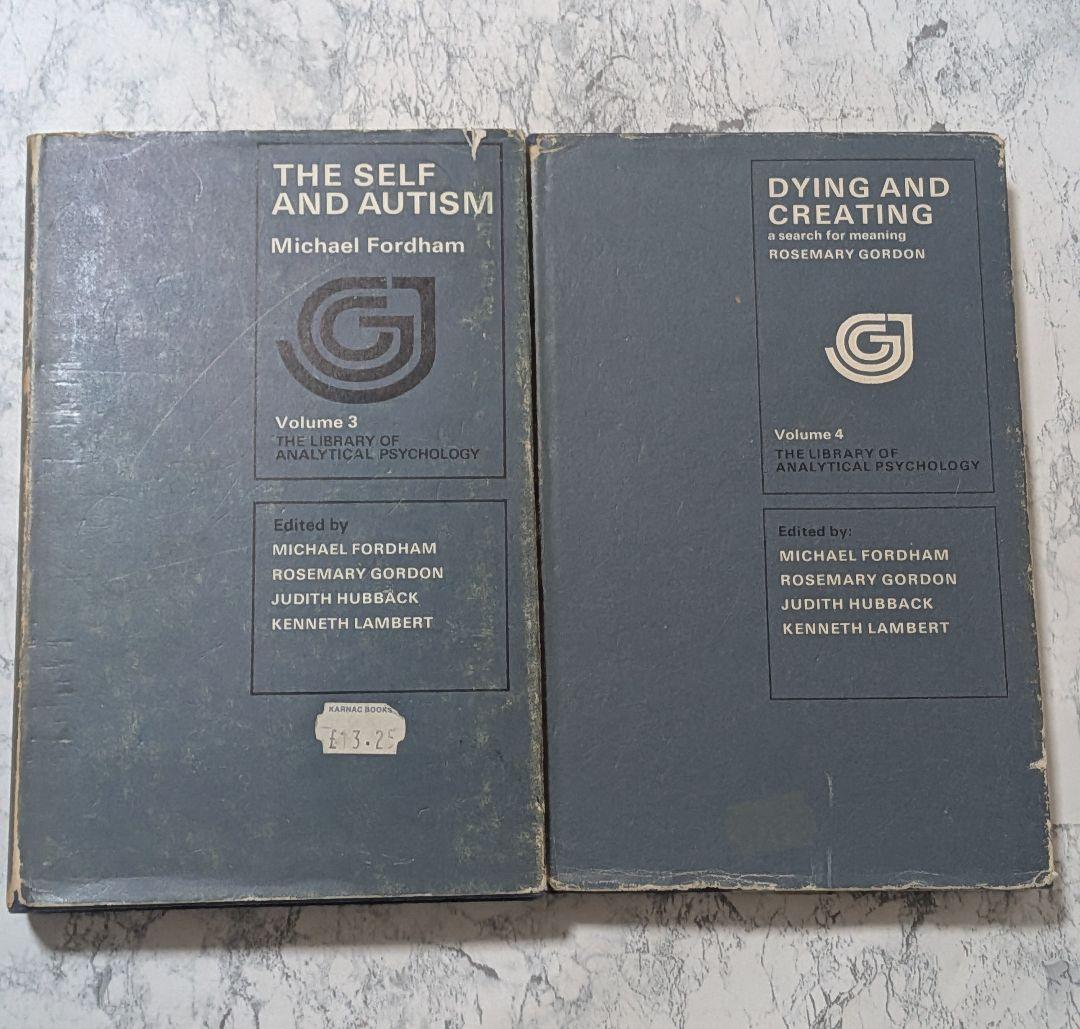 THE SELF
AND AUTISM
Michael Fordham
Volume 3
THE LIBRARY OF
ANALYTICAL PSYCHOLOGY
Edited by
MICHAEL FORDHAM
ROSEMARY GORDON
JUDITH HUBBACK
KENNETH LAMBERT
KARNAC BOOKS
£13.25
DYING AND
CREATING
a search for meaning
ROSEMARY GORDON
Volume 4
THE LIBRARY OF
ANALYTICAL PSYCHOLOGY
Edited by:
MICHAEL FORDHAM
ROSEMARY GORDON
JUDITH HUBBACK
KENNETH LAMBERT